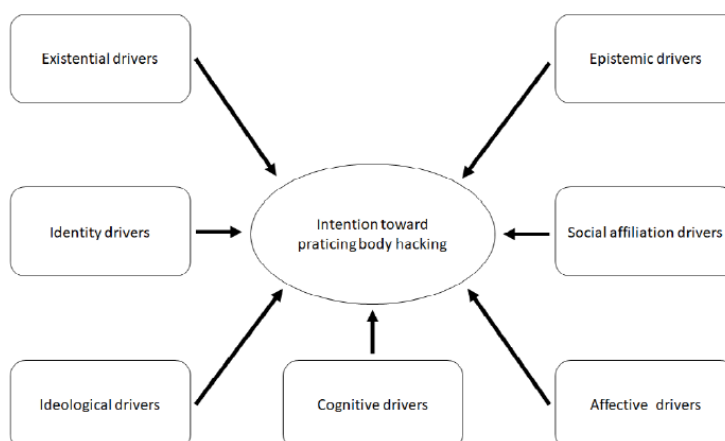 Existential drivers
Epistemic drivers
Intention toward
praticing body hacking
Identity drivers
Social affiliation drivers
Ideological drivers
Cognitive drivers
Affective drivers